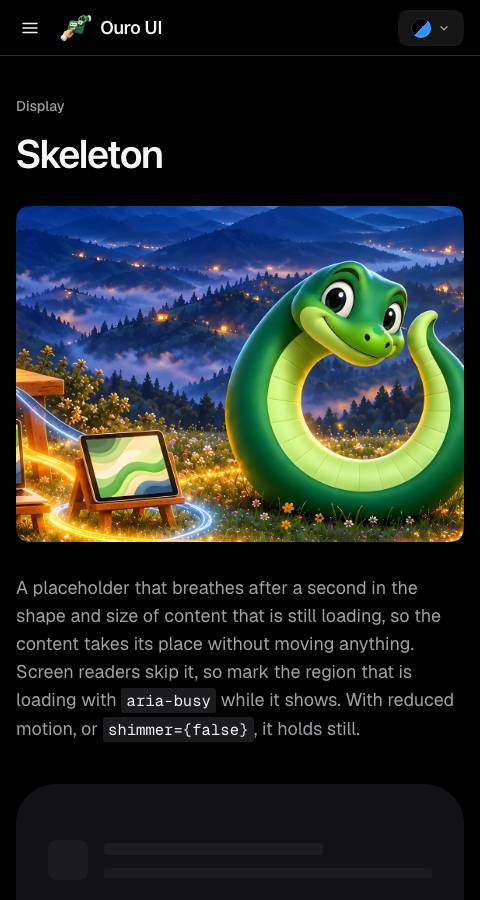 Ouro UI
Display
Skeleton
A placeholder that breathes after a second in the
shape and size of content that is still loading, so the
content takes its place without moving anything.
Screen readers skip it, so mark the region that is
loading with aria-busy while it shows. With reduced
motion, or shimmer={false}, it holds still.